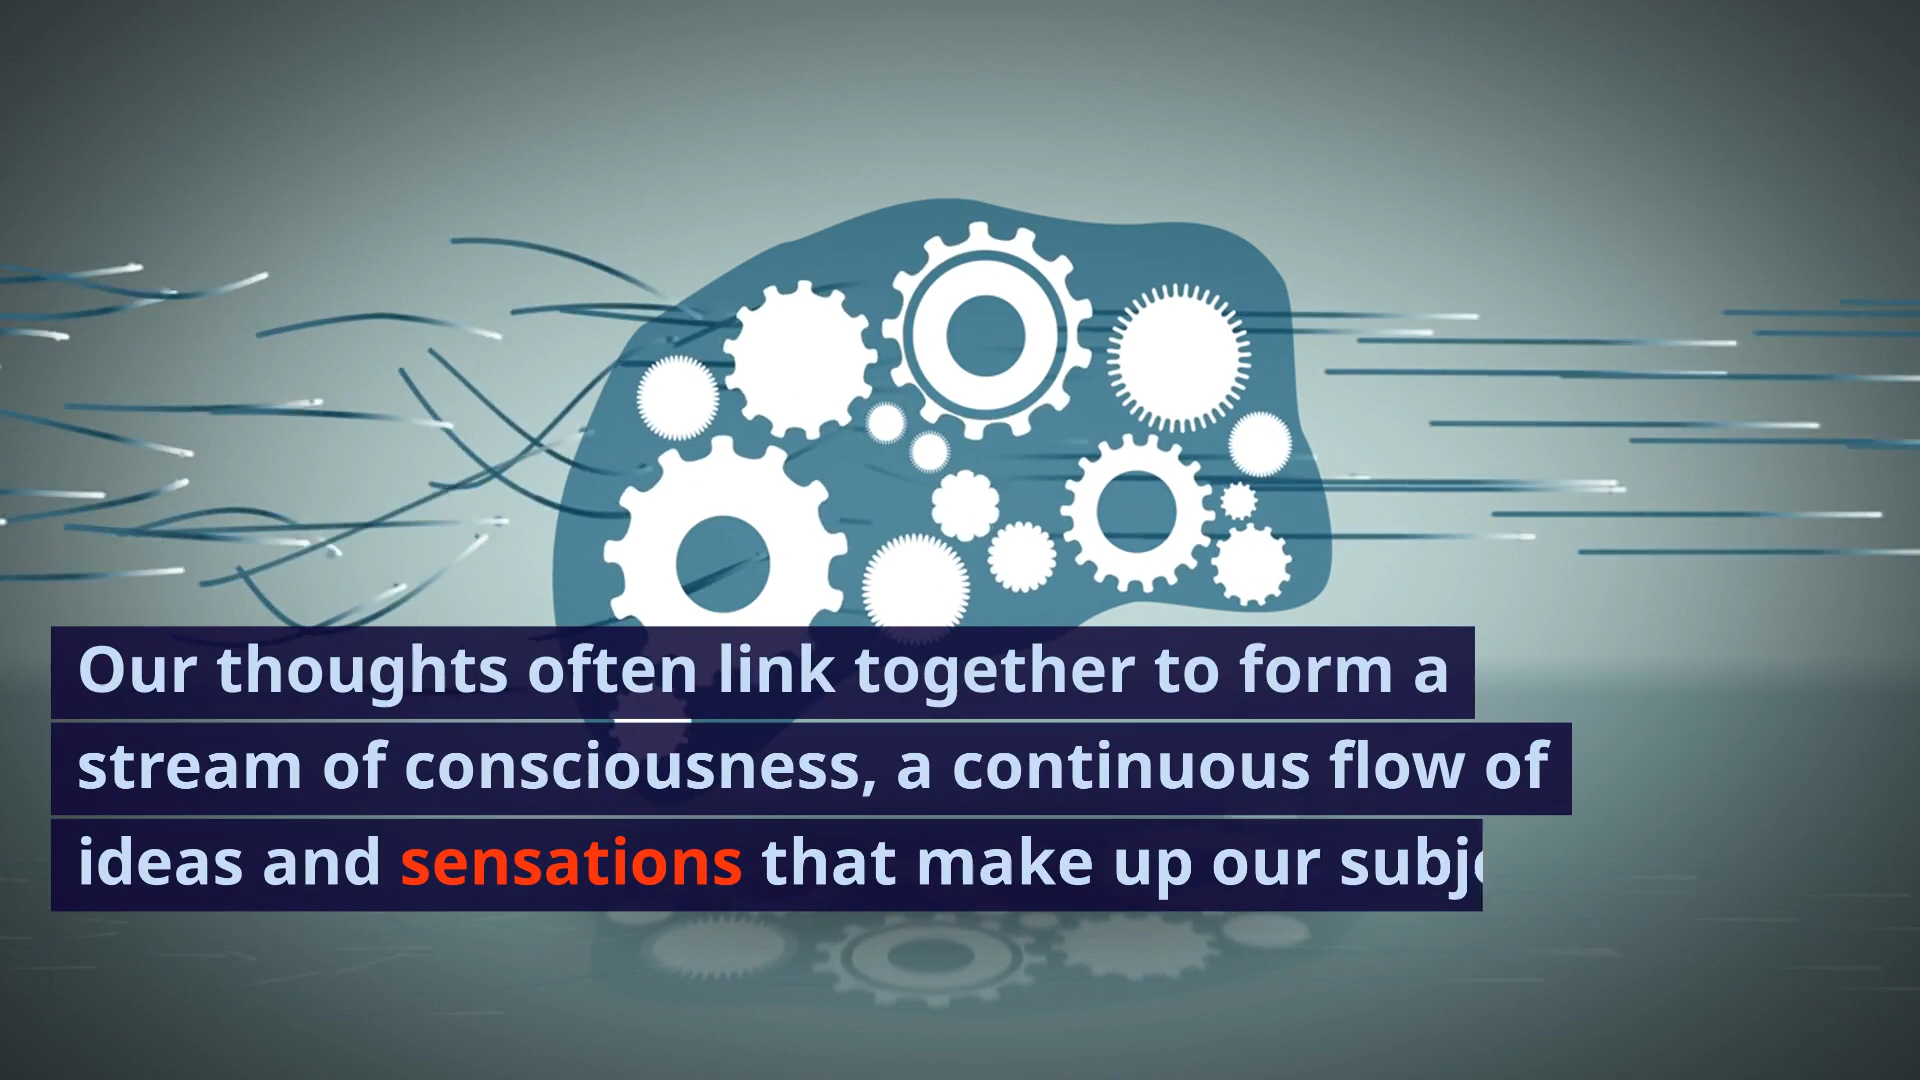 Our thoughts often link together to form a
stream of consciousness, a continuous flow of
ideas and sensations that make up our